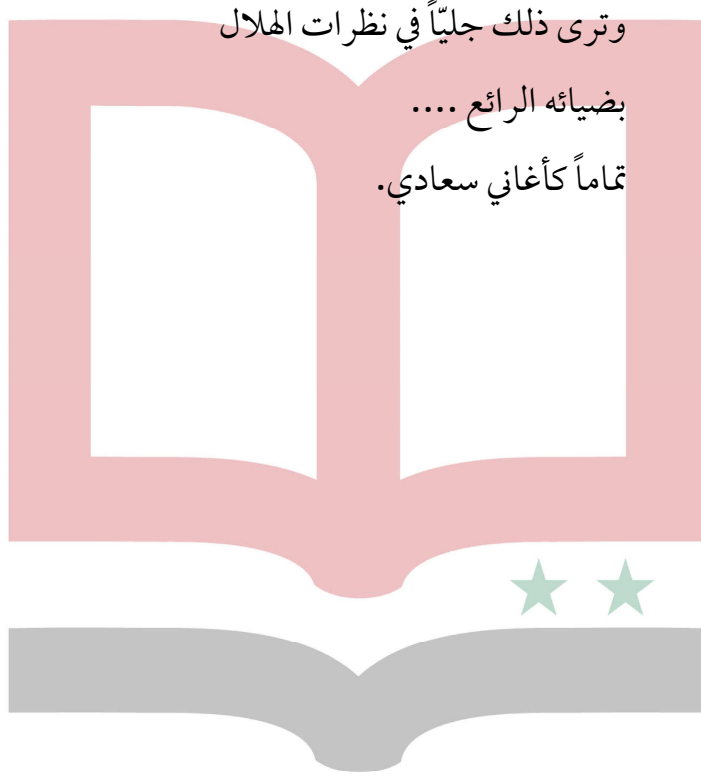 وترى ذلك جليّاً في نظرات الهلال
بضيائه الرائع ....
تماماً كأغاني سعادي.